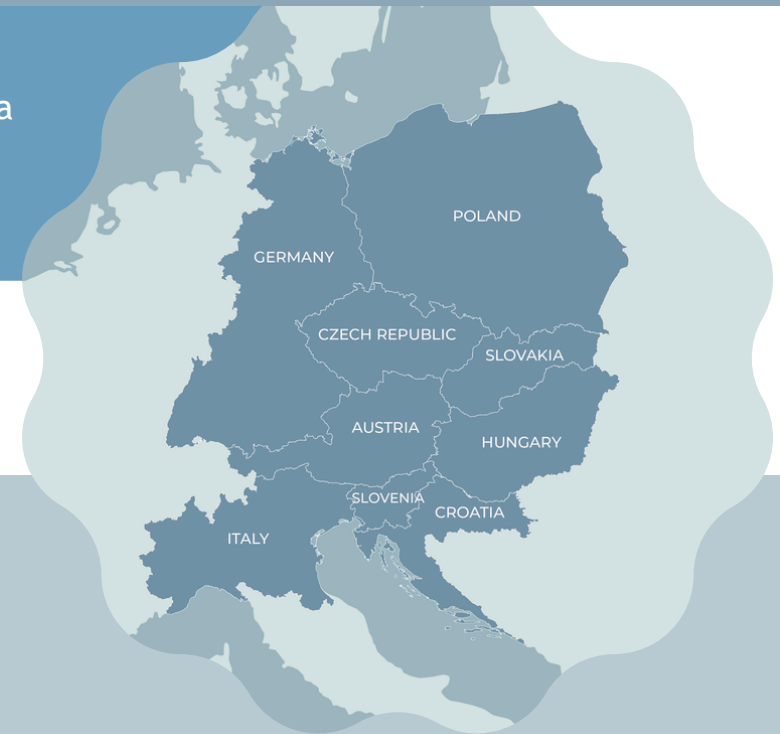 a
POLAND
GERMANY
CZECH REPUBLIC
SLOVAKIA
AUSTRIA
HUNGARY
SLOVENIA
CROATIA
ITALY